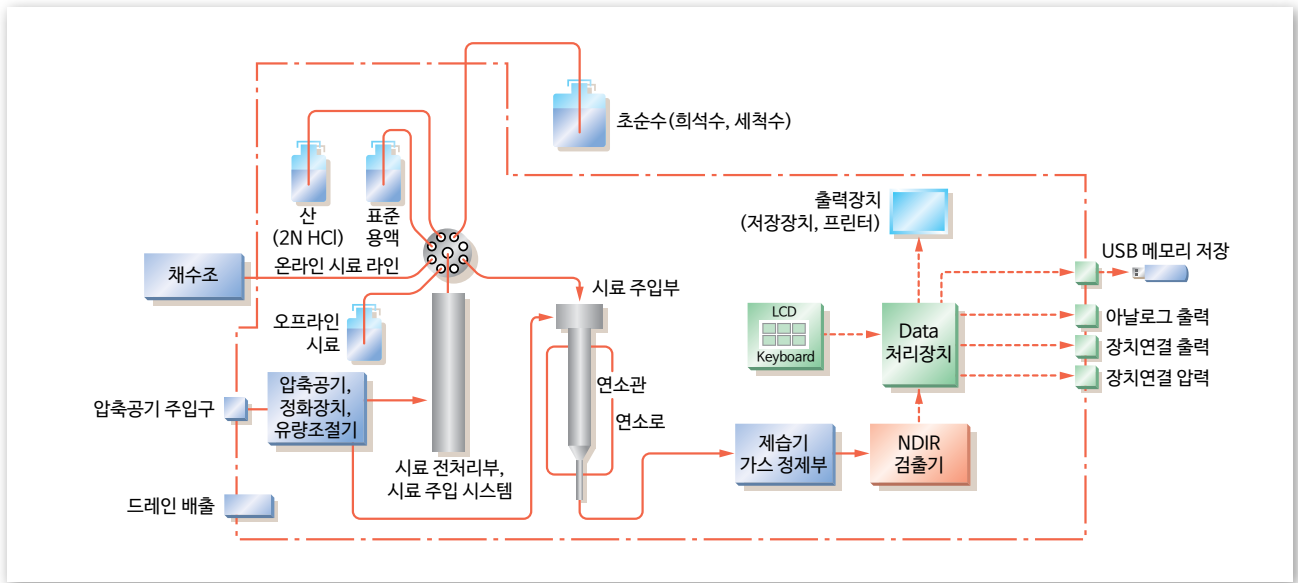 초순수(희석수, 세척수)
산
(2N HCl)
표준
용액
출력장치
(저장장치, 프린터)
채수조
온라인 시료 라인
USB 메모리 저장
시료 주입부
오프라인
시료
LCD
Keyboard
Data
처리장치
아날로그 출력
장치연결 출력
장치연결 압력
압축공기 주입구
압축공기,
정화장치,
유량조절기
연소관
연소로
시료 전처리부,
시료 주입 시스템
제습기
가스 정제부
NDIR
검출기
드레인 배출